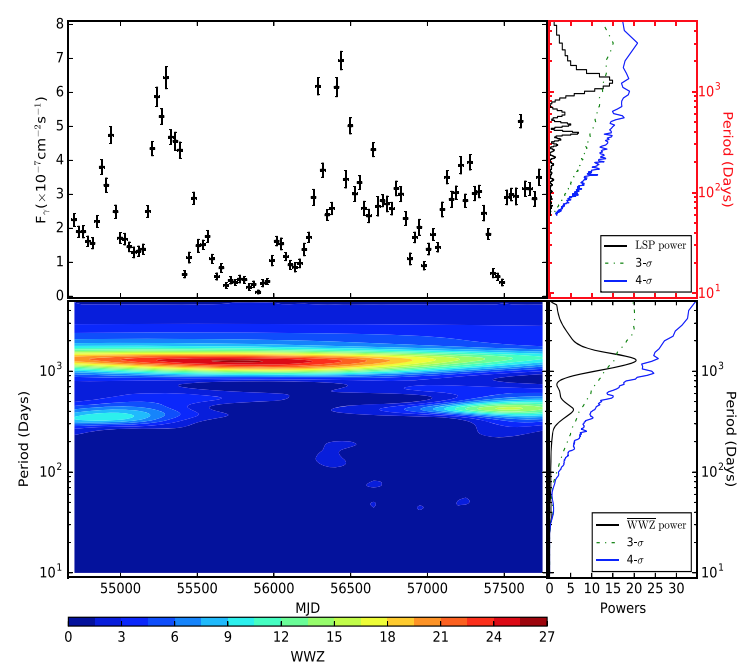 8
7
6
5
4
3
2
1
0
F_γ(×10⁻⁷cm⁻²s⁻¹)
10³
10²
10¹
Period (Days)
LSP power
3-σ
4-σ
10³
10²
10¹
Period (Days)
55000 55500 56000 56500 57000 57500
MJD
10³
10²
10¹
Period (Days)
WWZ power
3-σ
4-σ
0 5 10 15 20 25 30
Powers
0 3 6 9 12 15 18 21 24 27
WWZ